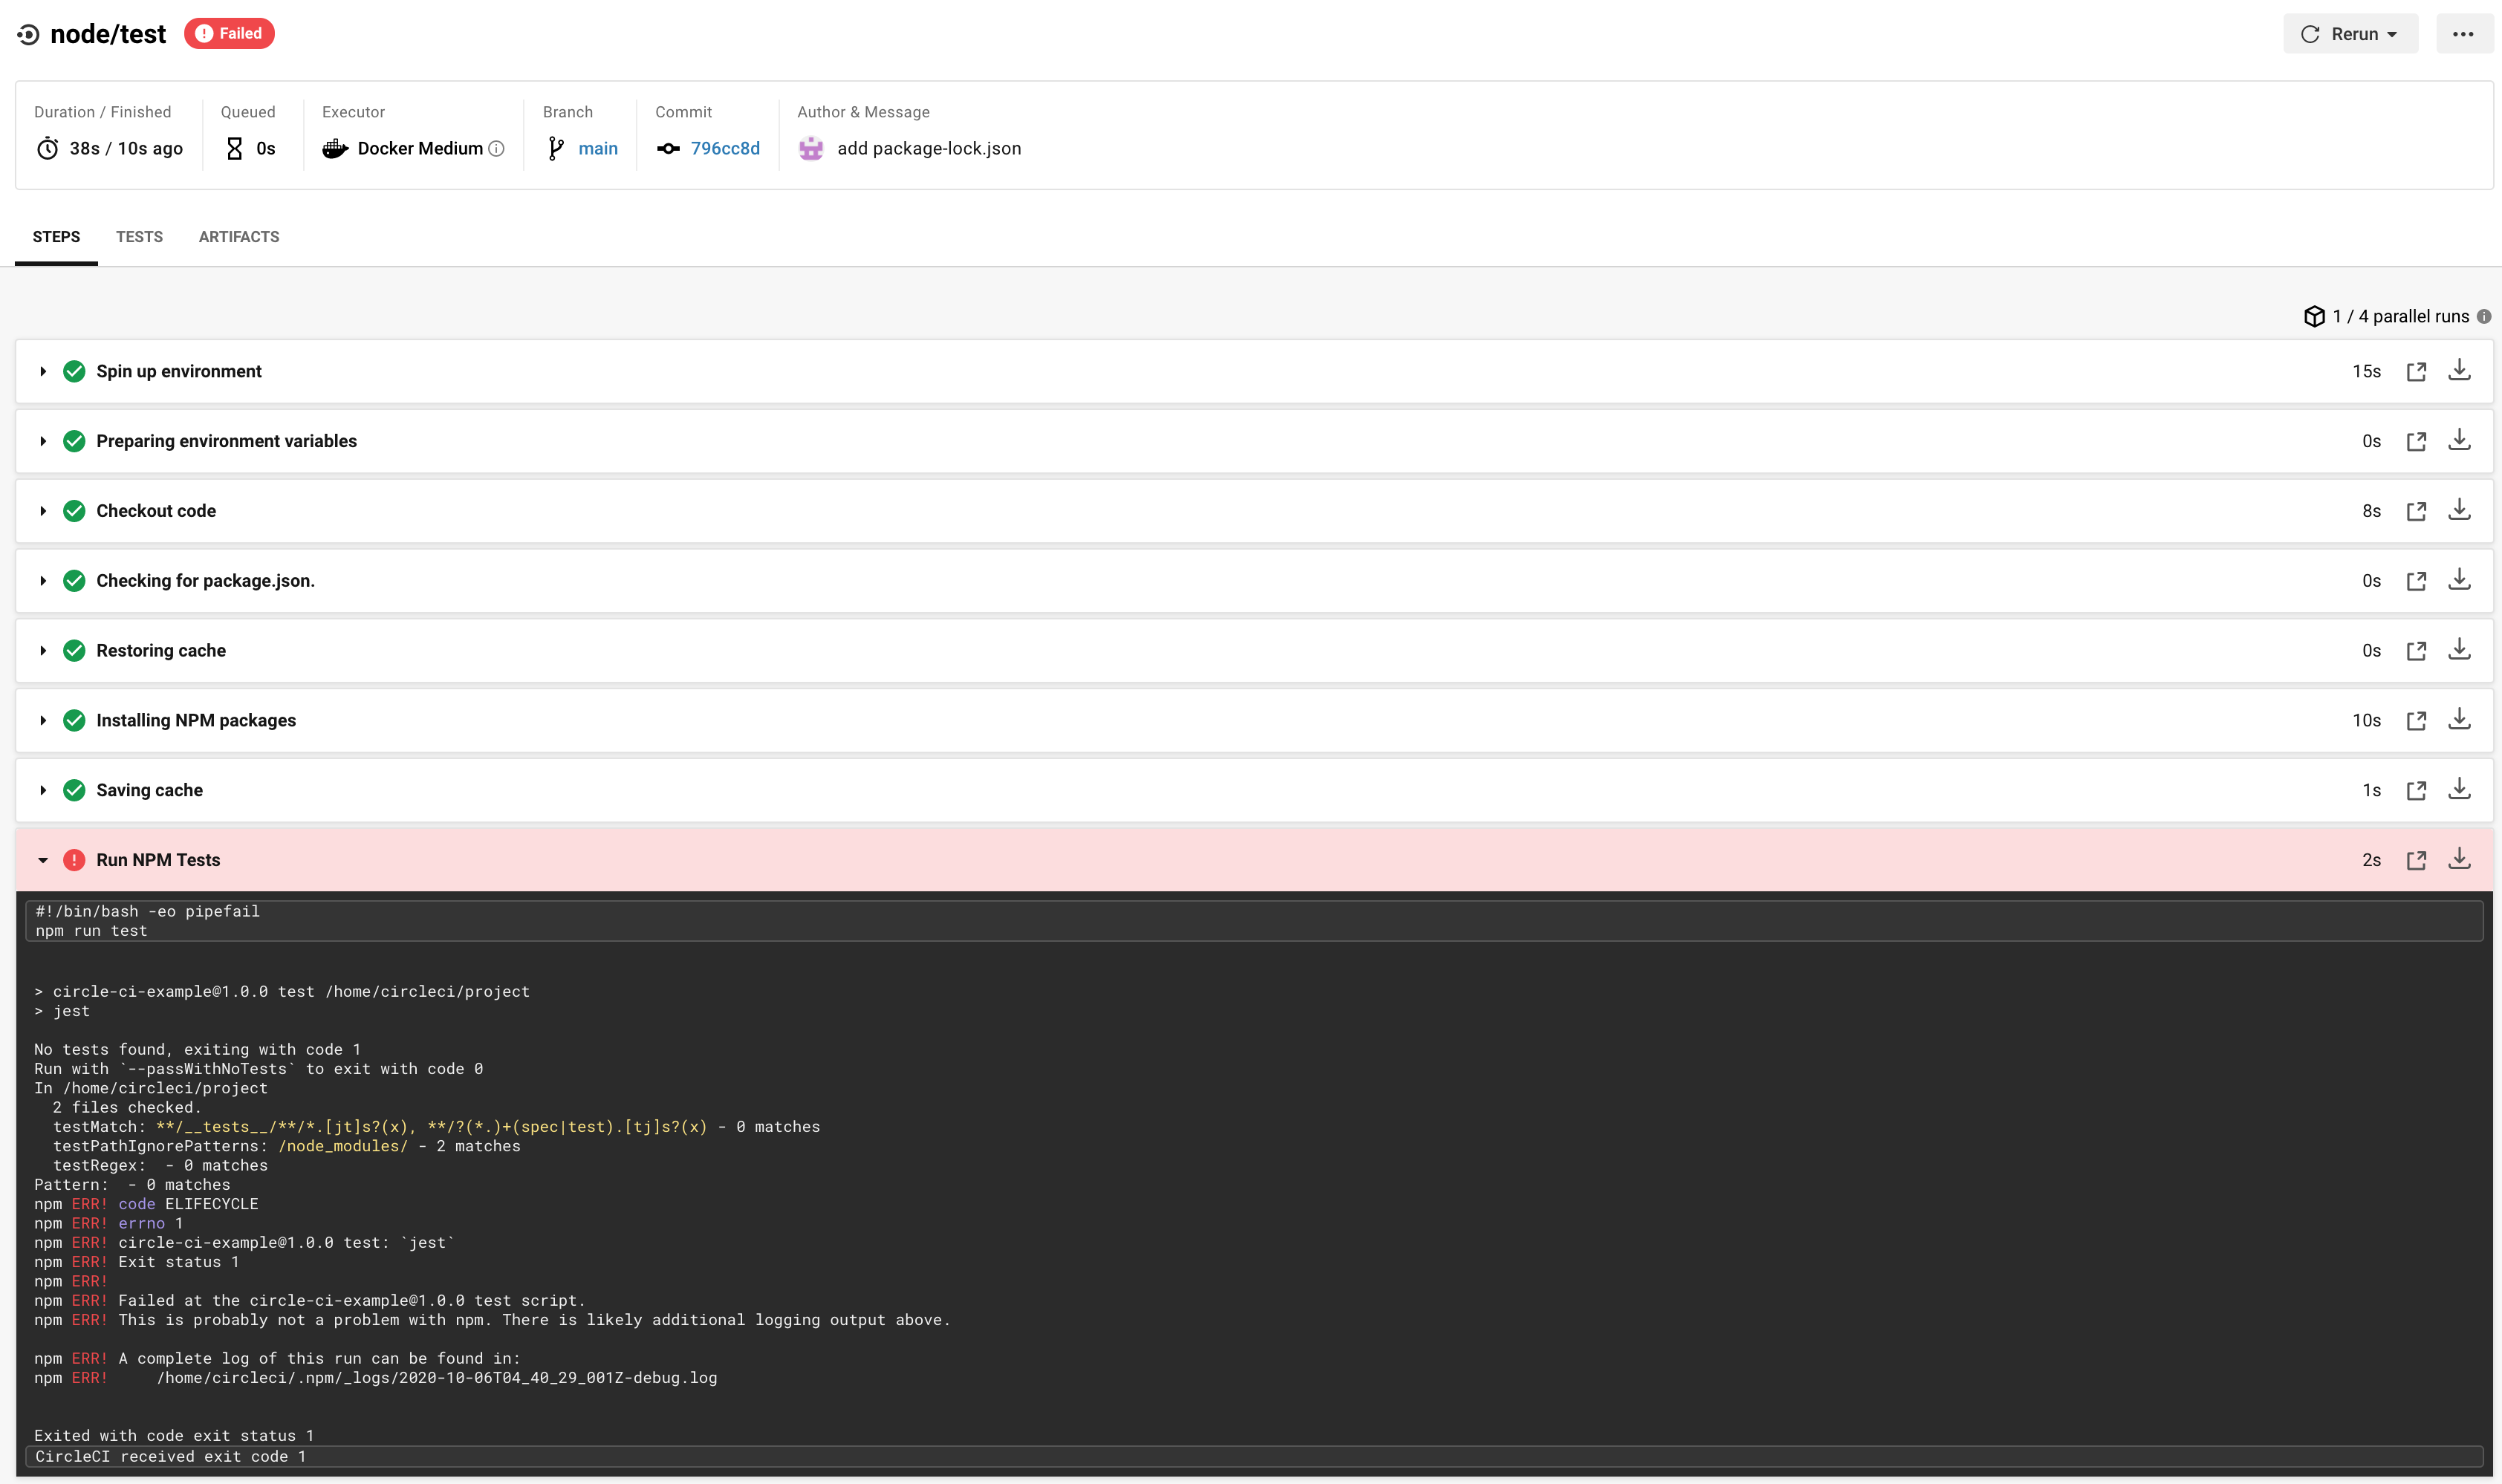 node/test Failed Rerun
Duration / Finished Queued Executor Branch Commit Author & Message
38s / 10s ago 0s Docker Medium main 796cc8d add package-lock.json
STEPS TESTS ARTIFACTS
1 / 4 parallel runs
Spin up environment 15s
Preparing environment variables 0s
Checkout code 8s
Checking for package.json. 0s
Restoring cache 0s
Installing NPM packages 10s
Saving cache 1s
Run NPM Tests 2s
#!/bin/bash -eo pipefail
npm run test
> circle-ci-example@1.0.0 test /home/circleci/project
> jest
No tests found, exiting with code 1
Run with `--passWithNoTests` to exit with code 0
In /home/circleci/project
  2 files checked.
  testMatch: **/__tests__/**/*.[jt]s?(x), **/?(*.)+(spec|test).[tj]s?(x) - 0 matches
  testPathIgnorePatterns: /node_modules/ - 2 matches
  testRegex:  - 0 matches
Pattern:  - 0 matches
npm ERR! code ELIFECYCLE
npm ERR! errno 1
npm ERR! circle-ci-example@1.0.0 test: `jest`
npm ERR! Exit status 1
npm ERR!
npm ERR! Failed at the circle-ci-example@1.0.0 test script.
npm ERR! This is probably not a problem with npm. There is likely additional logging output above.
npm ERR! A complete log of this run can be found in:
npm ERR!     /home/circleci/.npm/_logs/2020-10-06T04_40_29_001Z-debug.log
Exited with code exit status 1
CircleCI received exit code 1